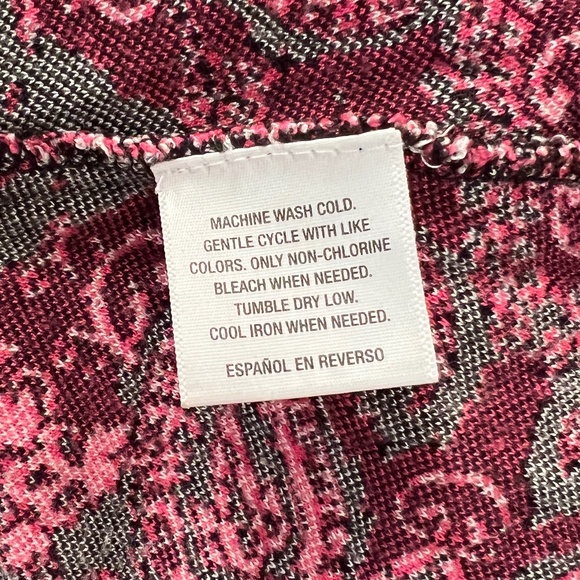 MACHINE WASH COLD.
GENTLE CYCLE WITH LIKE
COLORS. ONLY NON-CHLORINE
BLEACH WHEN NEEDED.
TUMBLE DRY LOW.
COOL IRON WHEN NEEDED.
ESPAÑOL EN REVERSO